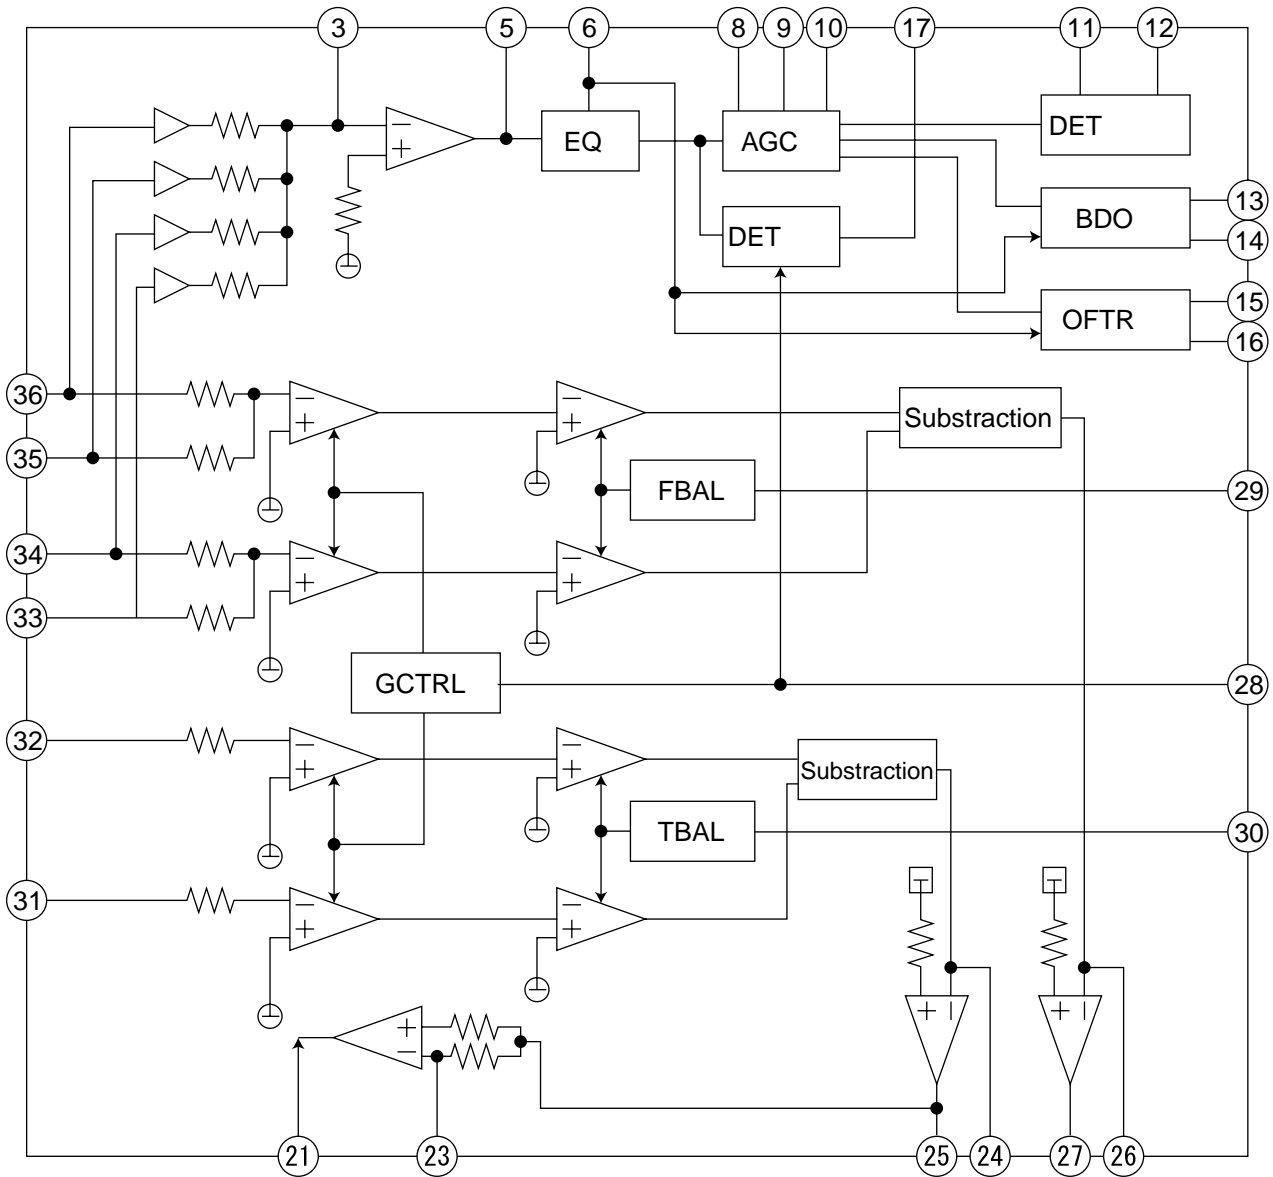 3 5 6 8 9 10 17 11 12
−
+
EQ
AGC
DET
DET
BDO
13
14
OFTR
15
16
36
−
+
−
+
Substraction
35
FBAL
29
34
−
+
−
+
33
GCTRL
28
32
−
+
−
+
Substraction
TBAL
30
31
−
+
−
+
+ −
+ −
+
−
21 23 25 24 27 26